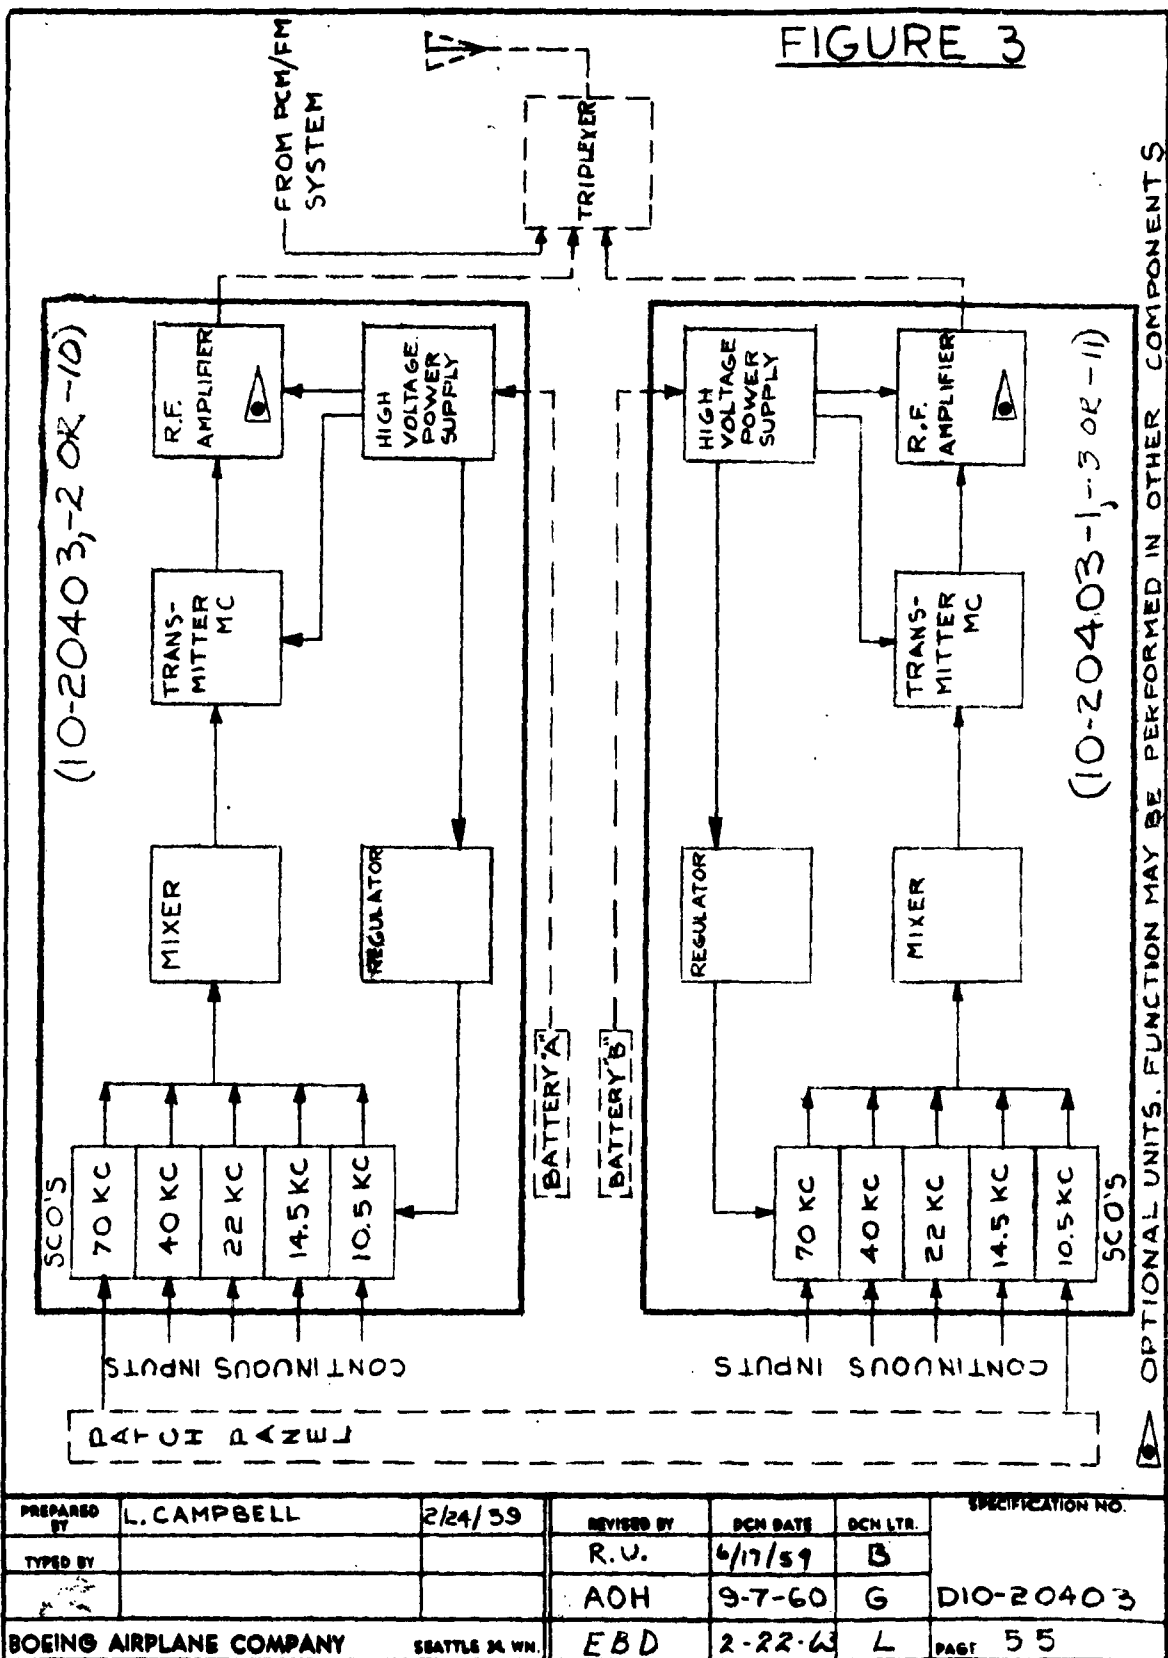 FIGURE 3
FROM PCM/FM
SYSTEM
TRIPLEXER
(10-20403,-2 OR -10)
R.F.
AMPLIFIER
HIGH
VOLTAGE
POWER
SUPPLY
TRANS-
MITTER
MC
MIXER
REGULATOR
SCO'S
70 KC
40 KC
22 KC
14.5 KC
10.5 KC
CONTINUOUS INPUTS
BATTERY "A"
BATTERY "B"
HIGH
VOLTAGE
POWER
SUPPLY
R.F.
AMPLIFIER
TRANS-
MITTER
MC
(10-20403-1,-3 OR -11)
REGULATOR
MIXER
70 KC
40 KC
22 KC
14.5 KC
10.5 KC
SCO'S
CONTINUOUS INPUTS
PATCH PANEL
OPTIONAL UNITS. FUNCTION MAY BE PERFORMED IN OTHER COMPONENTS
PREPARED BY L. CAMPBELL 2/24/59
TYPED BY
REVISED BY DCN DATE DCN LTR.
R.U. 6/17/59 B
AOH 9-7-60 G
EBD 2-22-63 L
SPECIFICATION NO.
D10-20403
PAGE 55
BOEING AIRPLANE COMPANY SEATTLE 24, WN.